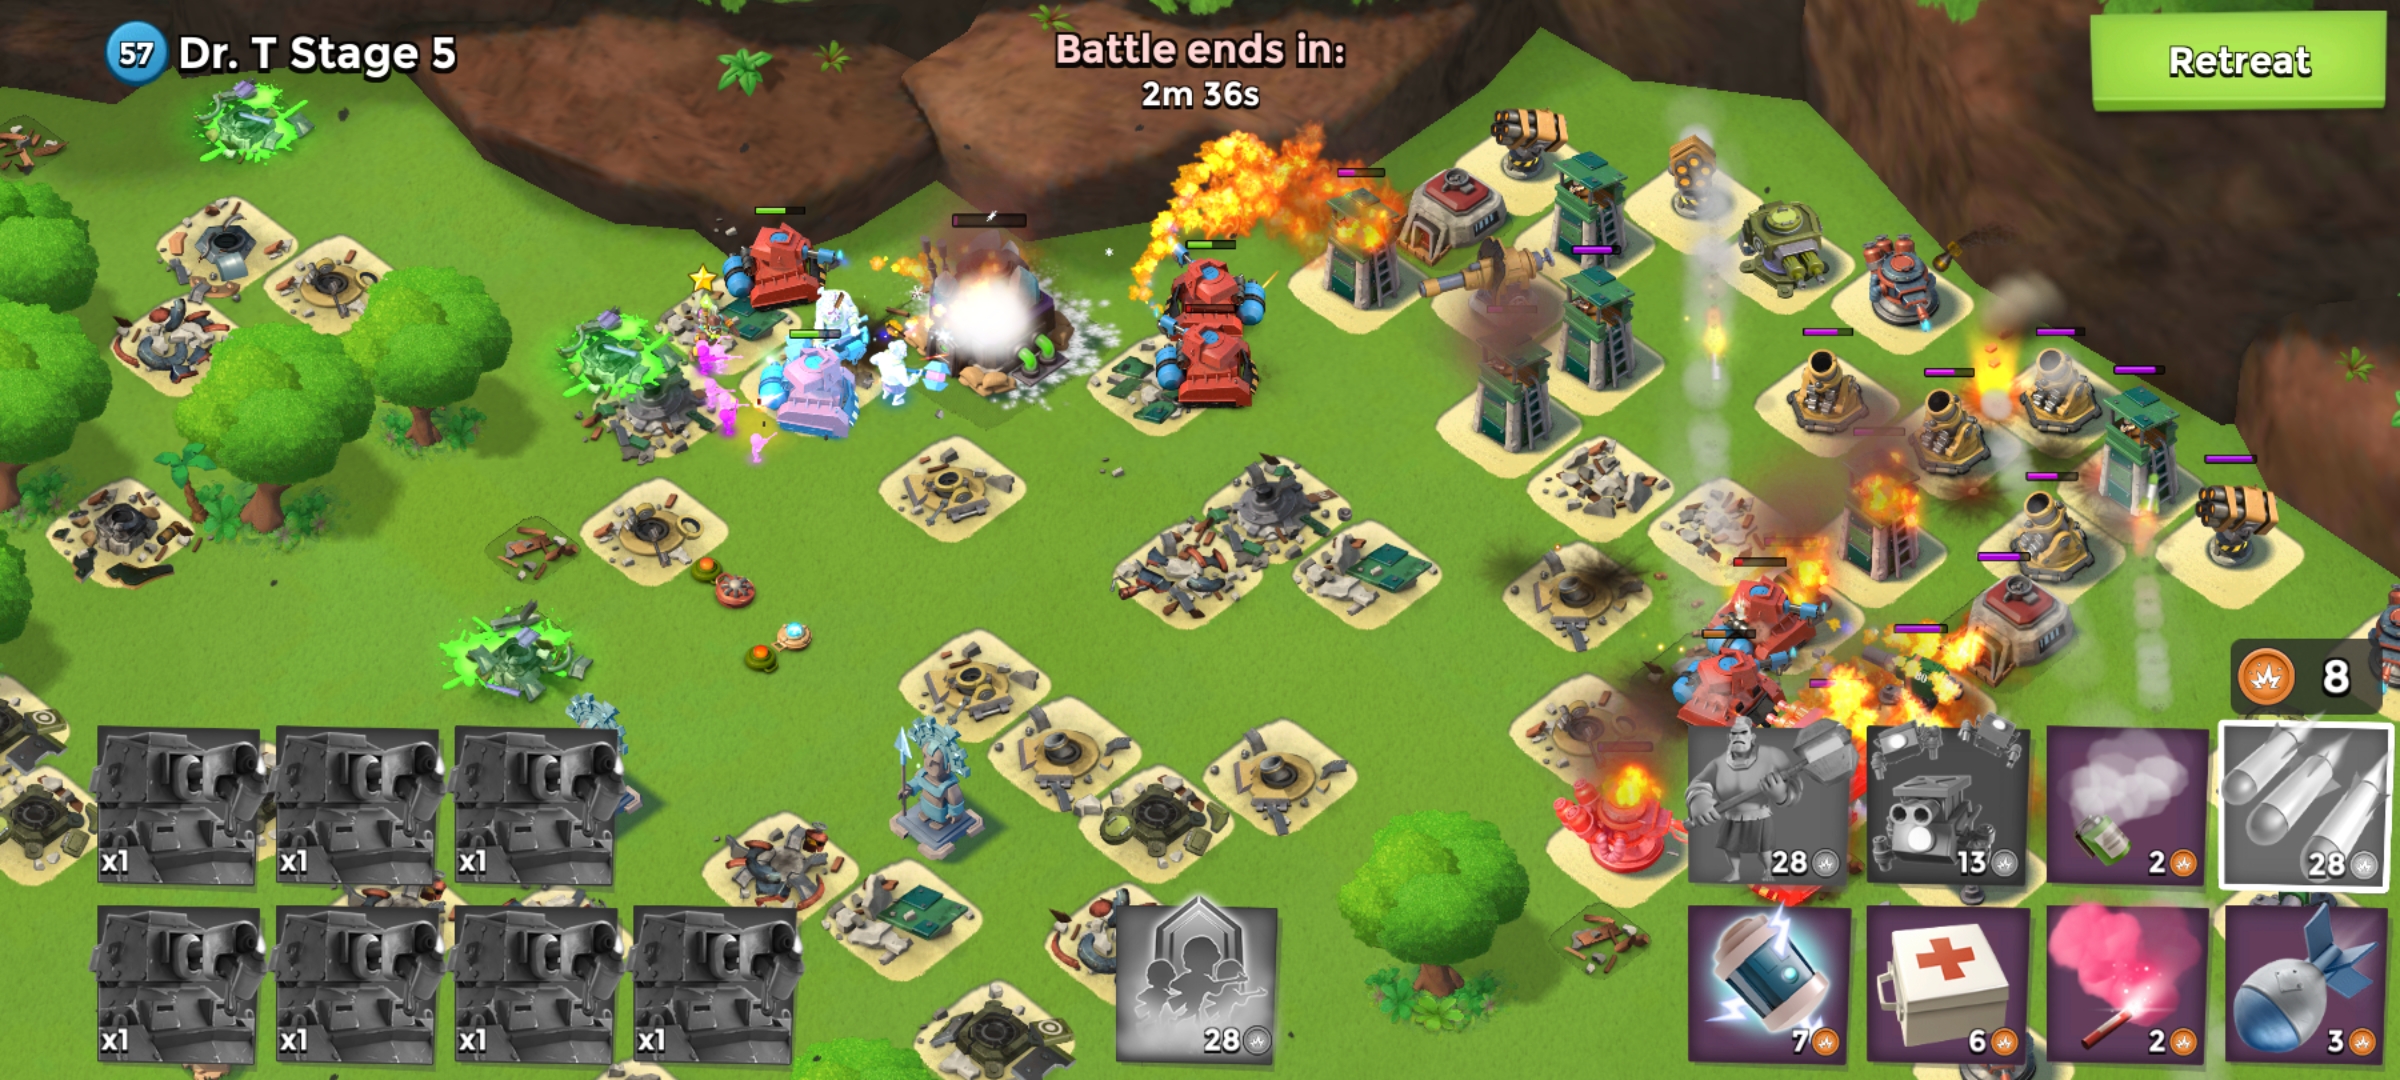 57 Dr. T Stage 5
Battle ends in:
2m 36s
Retreat
8
x1
x1
x1
28
13
2
28
x1
x1
x1
x1
28
7
6
2
3